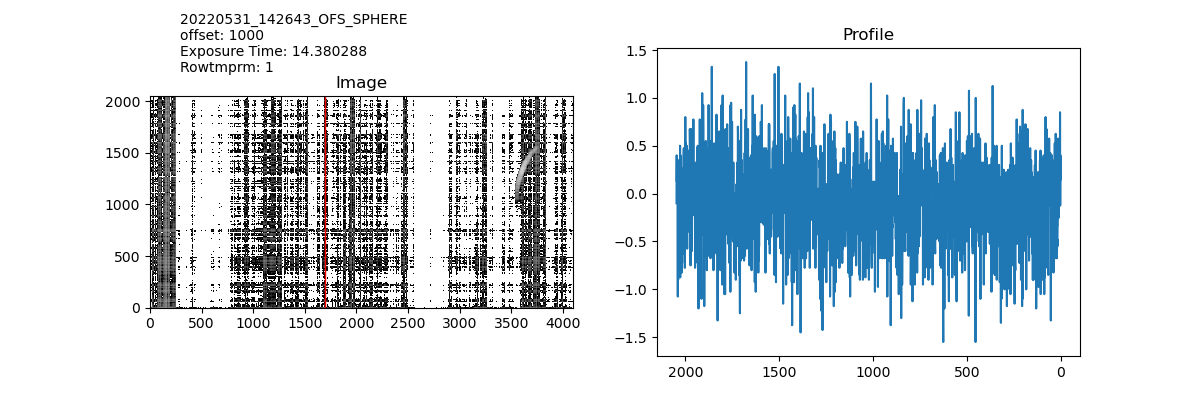 20220531_142643_OFS_SPHERE
offset: 1000
Exposure Time: 14.380288
Rowtmprm: 1
Image
2000
1500
1000
500
0
0 500 1000 1500 2000 2500 3000 3500 4000
Profile
1.5
1.0
0.5
0.0
−0.5
−1.0
−1.5
2000 1500 1000 500 0